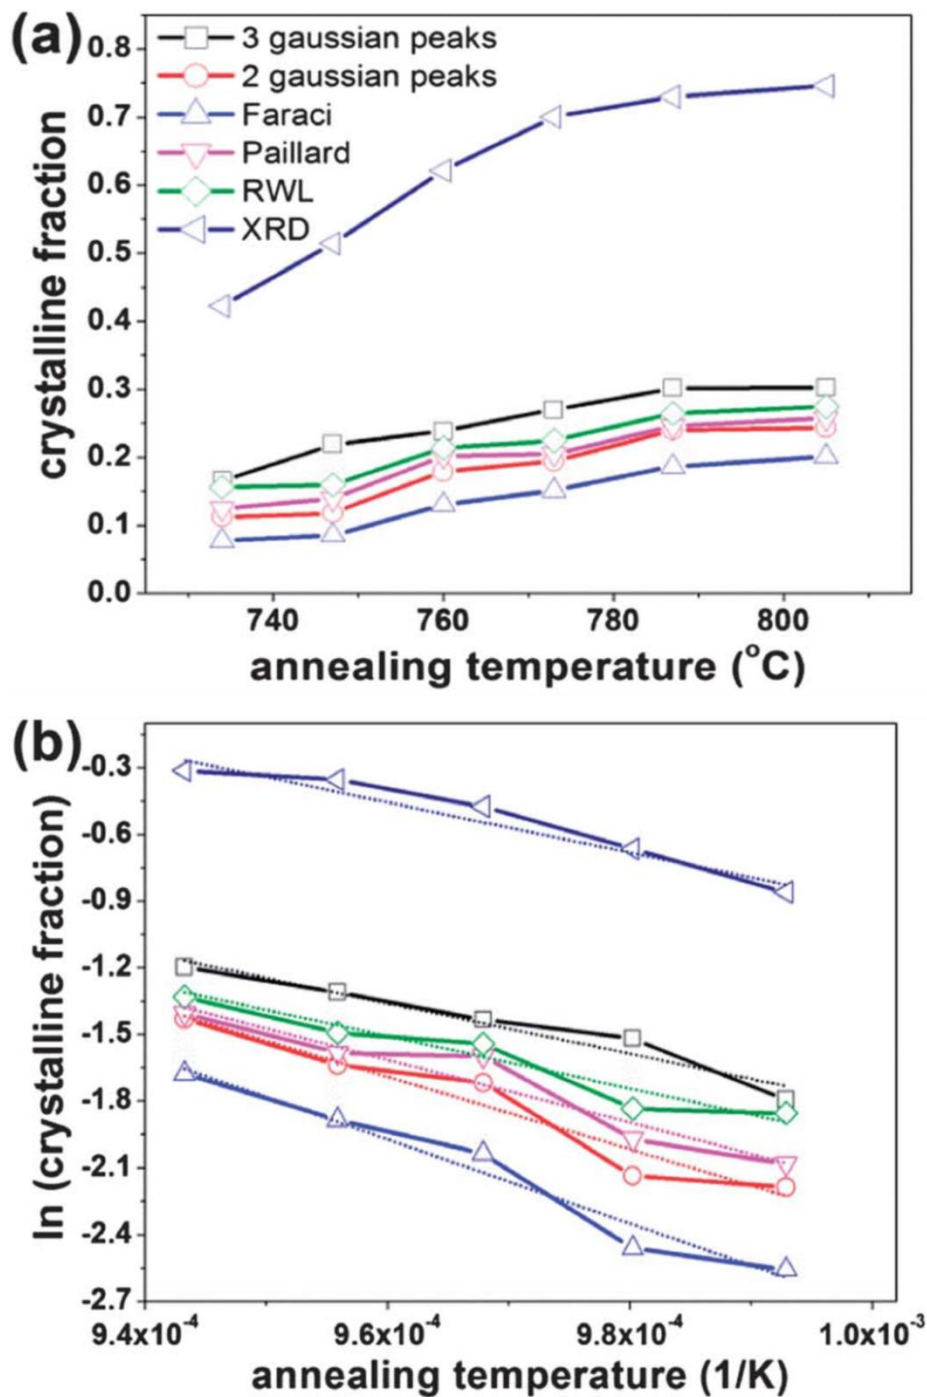 (a)
0.8
0.7
0.6
0.5
0.4
0.3
0.2
0.1
0.0
crystalline fraction
3 gaussian peaks
2 gaussian peaks
Faraci
Paillard
RWL
XRD
740 760 780 800
annealing temperature (°C)
(b)
-0.3
-0.6
-0.9
-1.2
-1.5
-1.8
-2.1
-2.4
-2.7
ln (crystalline fraction)
9.4x10⁻⁴ 9.6x10⁻⁴ 9.8x10⁻⁴ 1.0x10⁻³
annealing temperature (1/K)